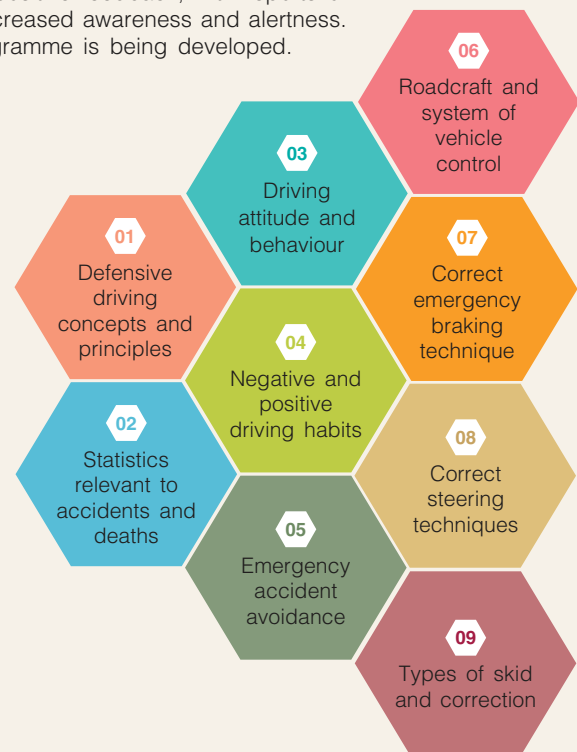 creased awareness and alertness.
gramme is being developed.
01
Defensive
driving
concepts and
principles
02
Statistics
relevant to
accidents and
deaths
03
Driving
attitude and
behaviour
04
Negative and
positive
driving habits
05
Emergency
accident
avoidance
06
Roadcraft and
system of
vehicle
control
07
Correct
emergency
braking
technique
08
Correct
steering
techniques
09
Types of skid
and correction